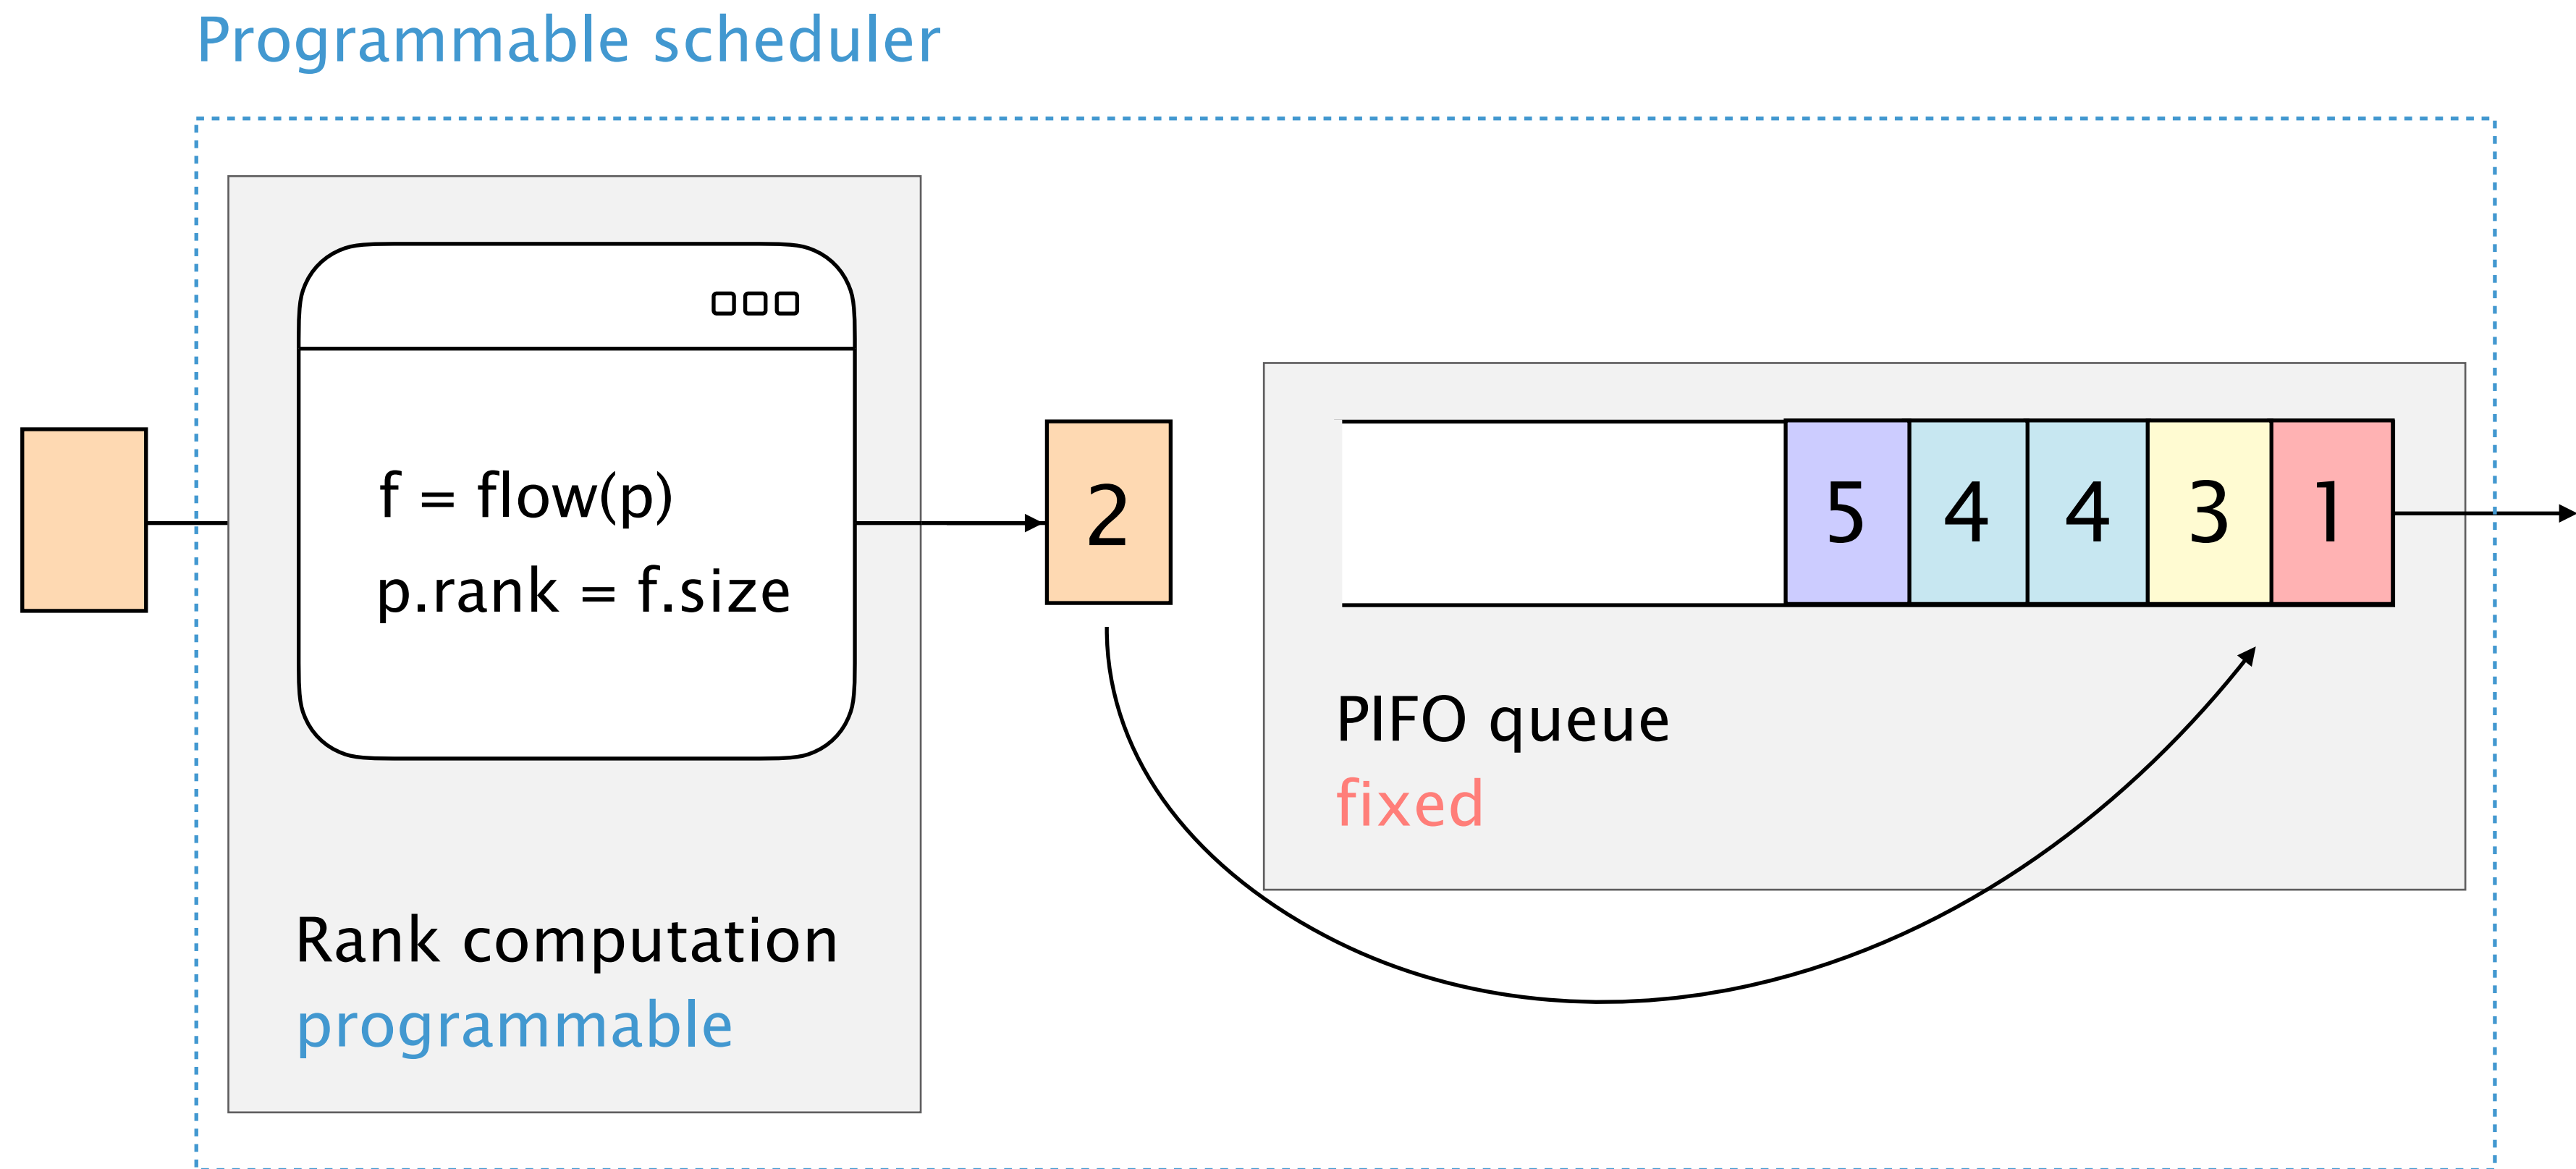 Programmable scheduler
f = flow(p)
p.rank = f.size
Rank computation
programmable
2
5 4 4 3 1
PIFO queue
fixed